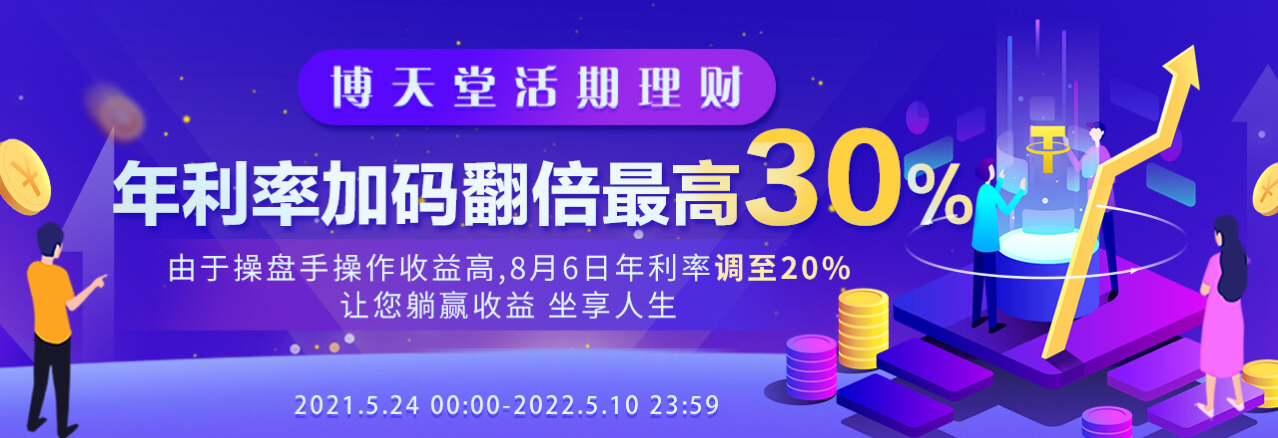 博天堂活期理财
年利率加码翻倍最高30%
由于操盘手操作收益高,8月6日年利率调至20%
让您躺赢收益 坐享人生
2021.5.24 00:00-2022.5.10 23:59